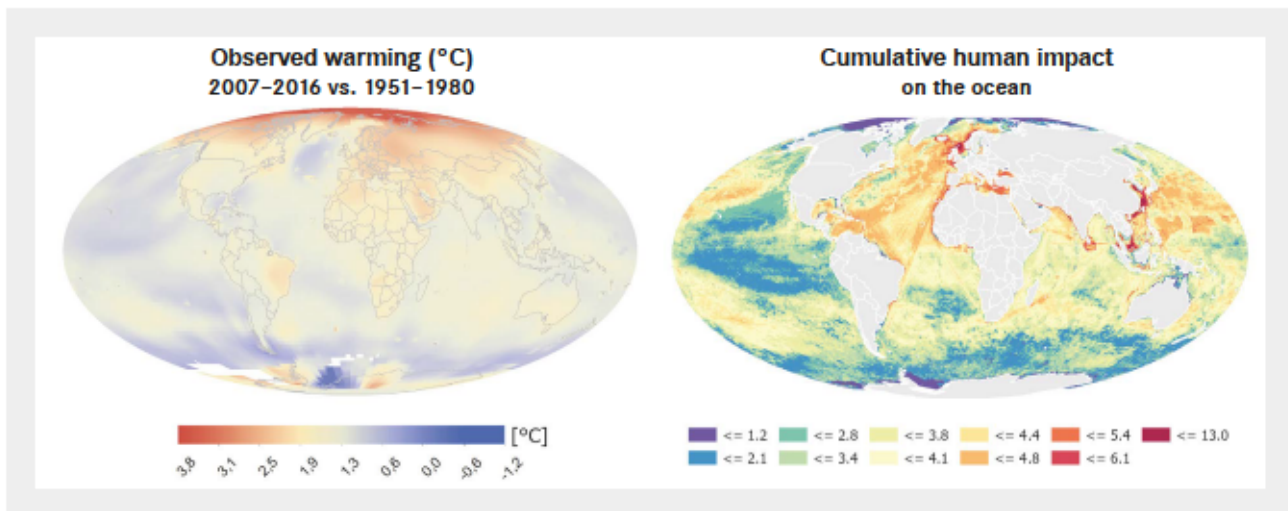 Observed warming (°C)
2007–2016 vs. 1951–1980
Cumulative human impact
on the ocean
[°C]
3,8 3,1 2,5 1,9 1,3 0,6 0,0 -0,6 -1,2
<= 1.2 <= 2.8 <= 3.8 <= 4.4 <= 5.4 <= 13.0
<= 2.1 <= 3.4 <= 4.1 <= 4.8 <= 6.1